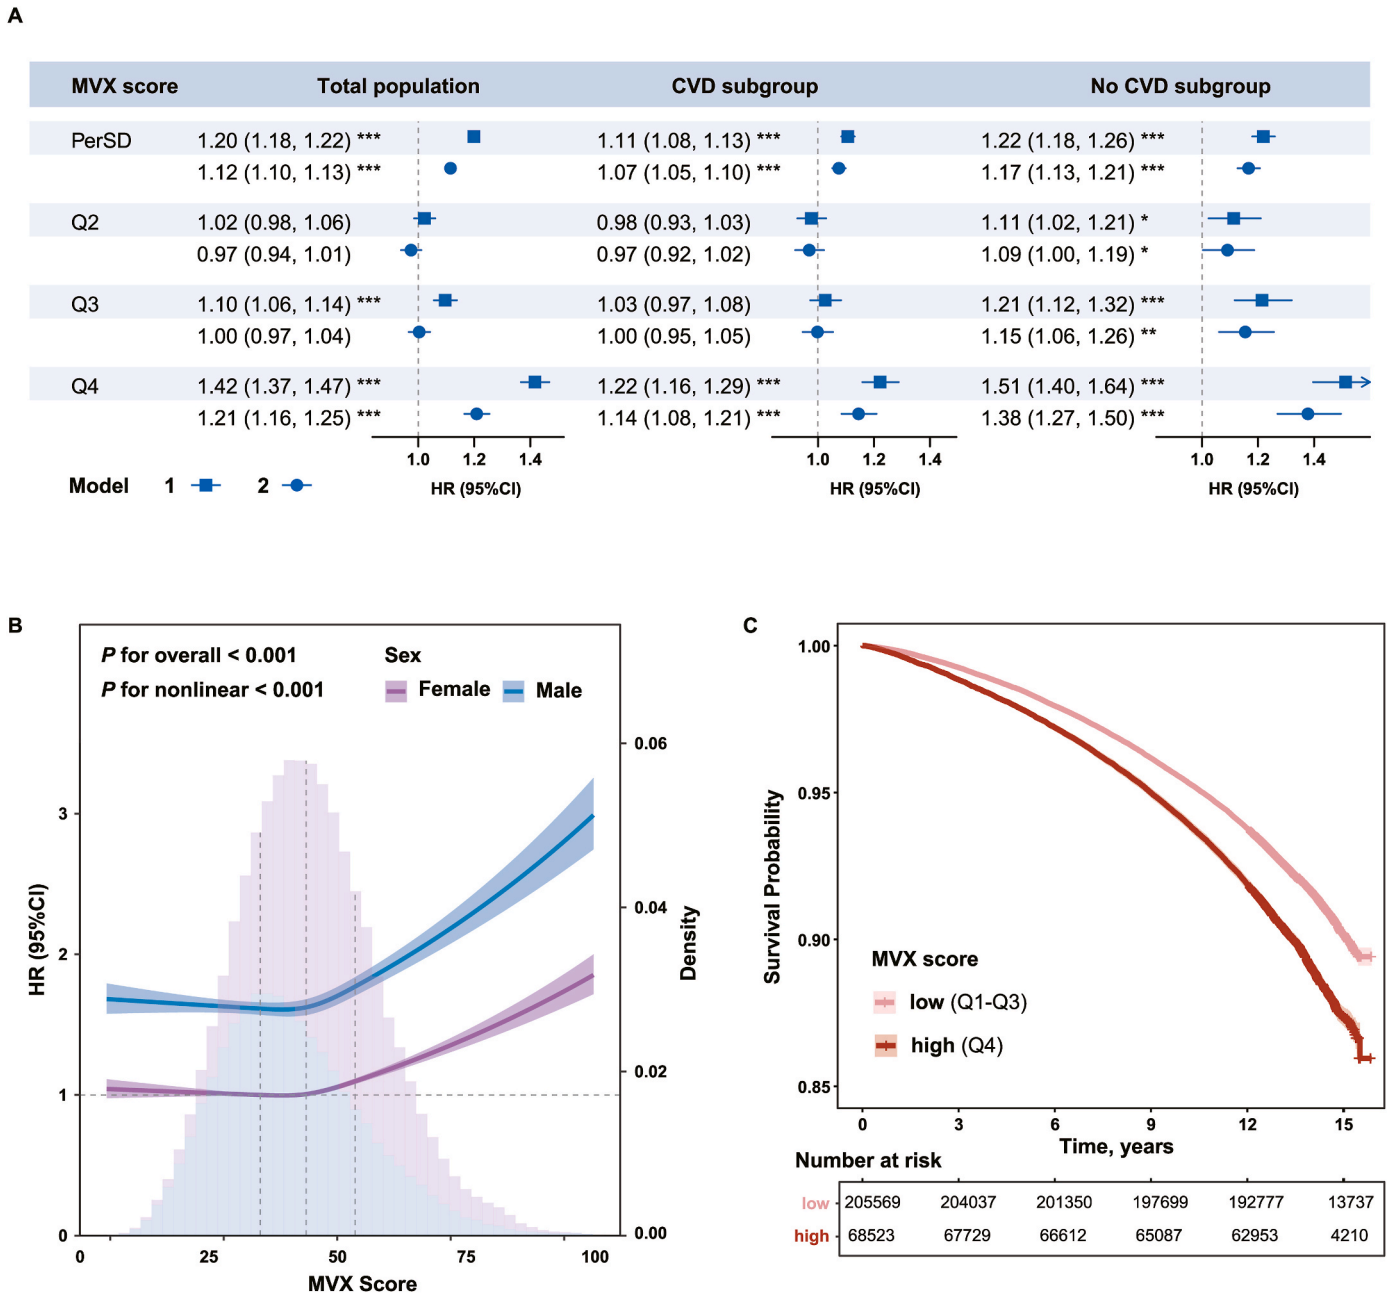 A
MVX score Total population CVD subgroup No CVD subgroup
PerSD 1.20 (1.18, 1.22) *** 1.11 (1.08, 1.13) *** 1.22 (1.18, 1.26) ***
1.12 (1.10, 1.13) *** 1.07 (1.05, 1.10) *** 1.17 (1.13, 1.21) ***
Q2 1.02 (0.98, 1.06) 0.98 (0.93, 1.03) 1.11 (1.02, 1.21) *
0.97 (0.94, 1.01) 0.97 (0.92, 1.02) 1.09 (1.00, 1.19) *
Q3 1.10 (1.06, 1.14) *** 1.03 (0.97, 1.08) 1.21 (1.12, 1.32) ***
1.00 (0.97, 1.04) 1.00 (0.95, 1.05) 1.15 (1.06, 1.26) **
Q4 1.42 (1.37, 1.47) *** 1.22 (1.16, 1.29) *** 1.51 (1.40, 1.64) ***
1.21 (1.16, 1.25) *** 1.14 (1.08, 1.21) *** 1.38 (1.27, 1.50) ***
1.0 1.2 1.4 1.0 1.2 1.4 1.0 1.4
Model 1 2 HR (95%CI) HR (95%CI) HR (95%CI)
B
P for overall < 0.001 Sex
P for nonlinear < 0.001 Female Male
HR (95%CI)
3
2
1
0
0.06
0.04
0.02
0.00
Density
0 25 50 75 100
MVX Score
C
Survival Probability
1.00
0.95
0.90
0.85
MVX score
low (Q1-Q3)
high (Q4)
0 3 6 9 12 15
Time, years
Number at risk
low 205569 204037 201350 197699 192777 13737
high 68523 67729 66612 65087 62953 4210